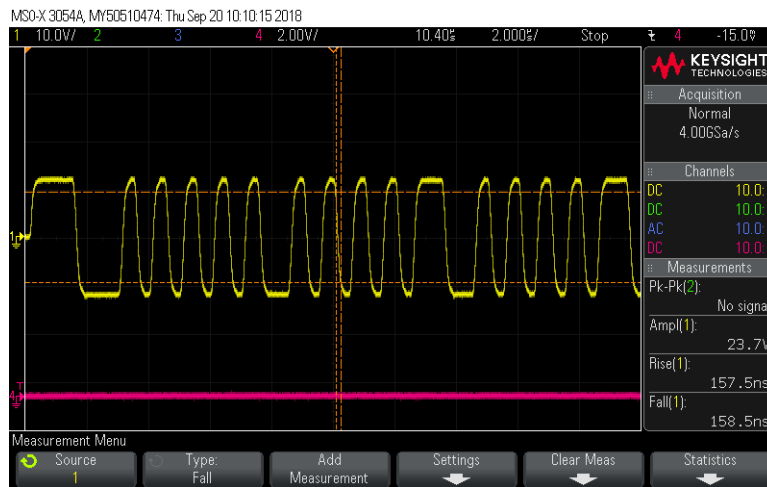 MSO-X 3054A, MY50510474: Thu Sep 20 10:10:15 2018
1 10.0V/ 2 3 4 2.00V/ 10.40s 2.000s/ Stop 4 -15.0V
KEYSIGHT
TECHNOLOGIES
Acquisition
Normal
4.00GSa/s
Channels
DC 10.0:
DC 10.0:
AC 10.0:
DC 10.0:
Measurements
Pk-Pk(2):
No signa
Ampl(1):
23.7V
Rise(1):
157.5ns
Fall(1):
158.5ns
Measurement Menu
Source
1
Type:
Fall
Add
Measurement
Settings
Clear Meas
Statistics